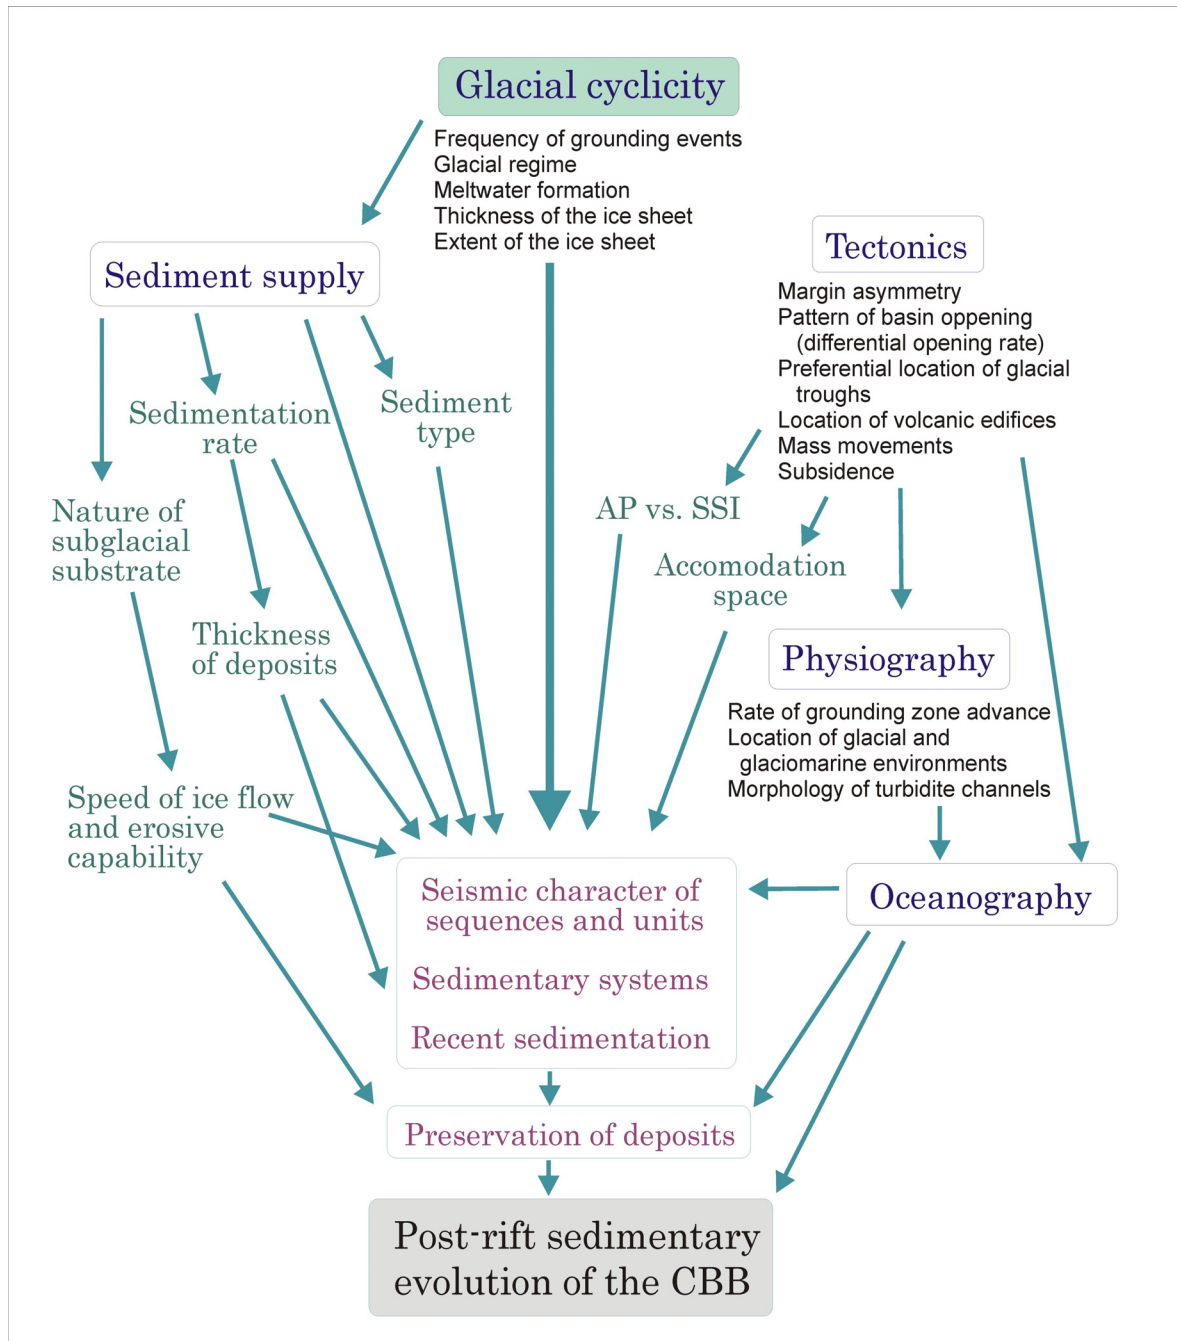 Glacial cyclicity
Frequency of grounding events
Glacial regime
Meltwater formation
Thickness of the ice sheet
Extent of the ice sheet
Tectonics
Margin asymmetry
Pattern of basin oppening
(differential opening rate)
Preferential location of glacial
troughs
Location of volcanic edifices
Mass movements
Subsidence
Sediment supply
Sedimentation
rate
Sediment
type
Nature of
subglacial
substrate
AP vs. SSI
Accomodation
space
Thickness
of deposits
Physiography
Rate of grounding zone advance
Location of glacial and
glaciomarine environments
Morphology of turbidite channels
Speed of ice flow
and erosive
capability
Oceanography
Seismic character of
sequences and units
Sedimentary systems
Recent sedimentation
Preservation of deposits
Post-rift sedimentary
evolution of the CBB